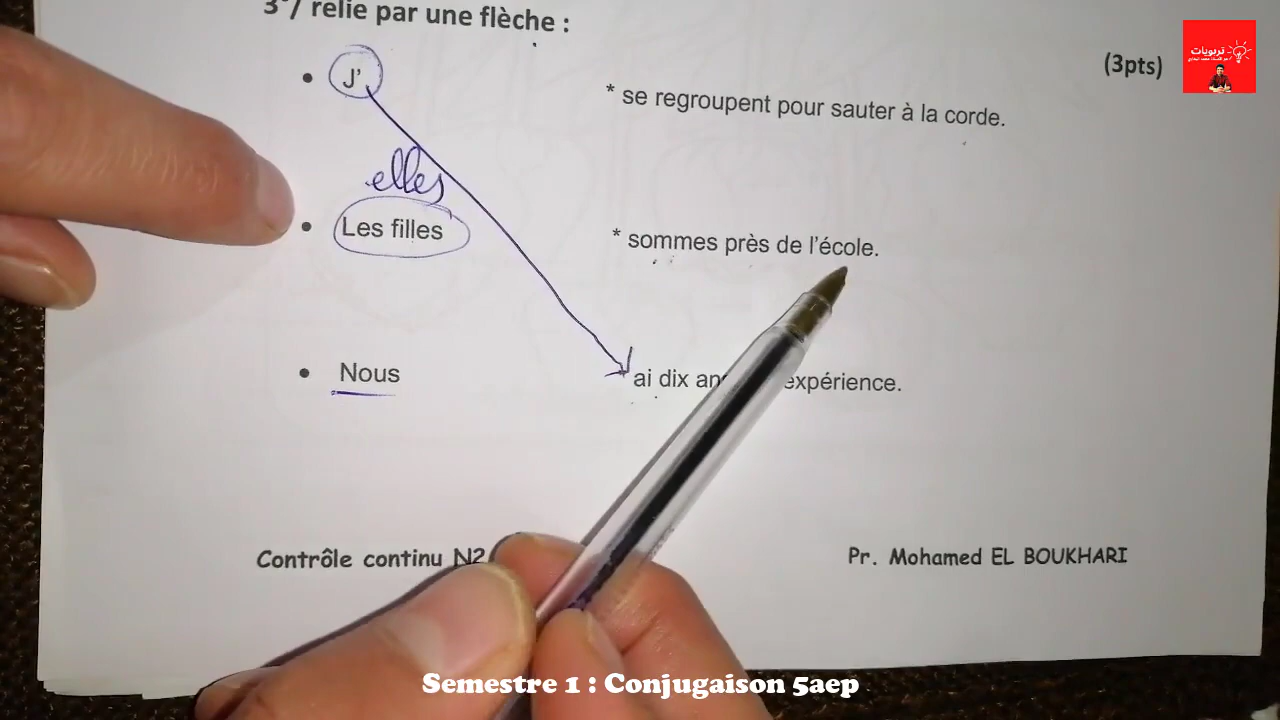 3°/ relie par une flèche :
(3pts)
تربويات
• J' * se regroupent pour sauter à la corde.
elles
• Les filles * sommes près de l'école.
• Nous ai dix expérience.
Contrôle continu N2 Pr. Mohamed EL BOUKHARI
Semestre 1 : Conjugaison 5aep